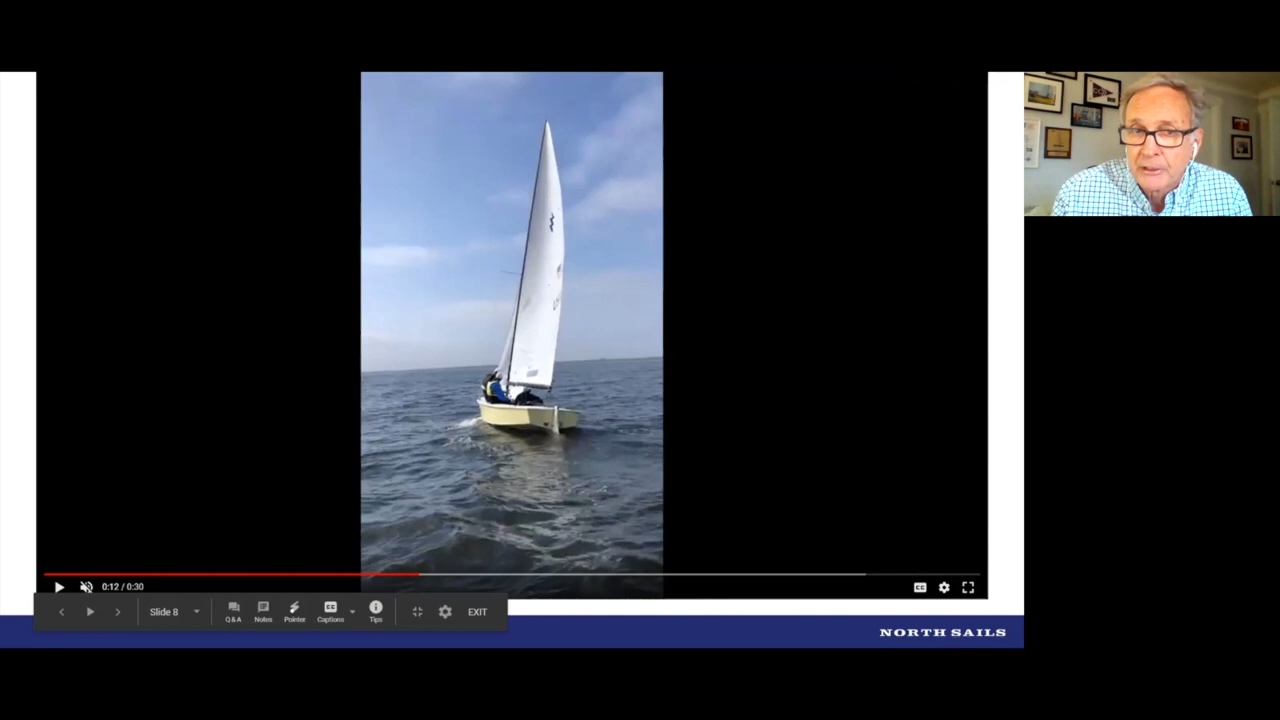 0:12 / 0:30
Slide 8
Q&A
Notes
Pointer
Captions
Tips
EXIT
NORTH SAILS